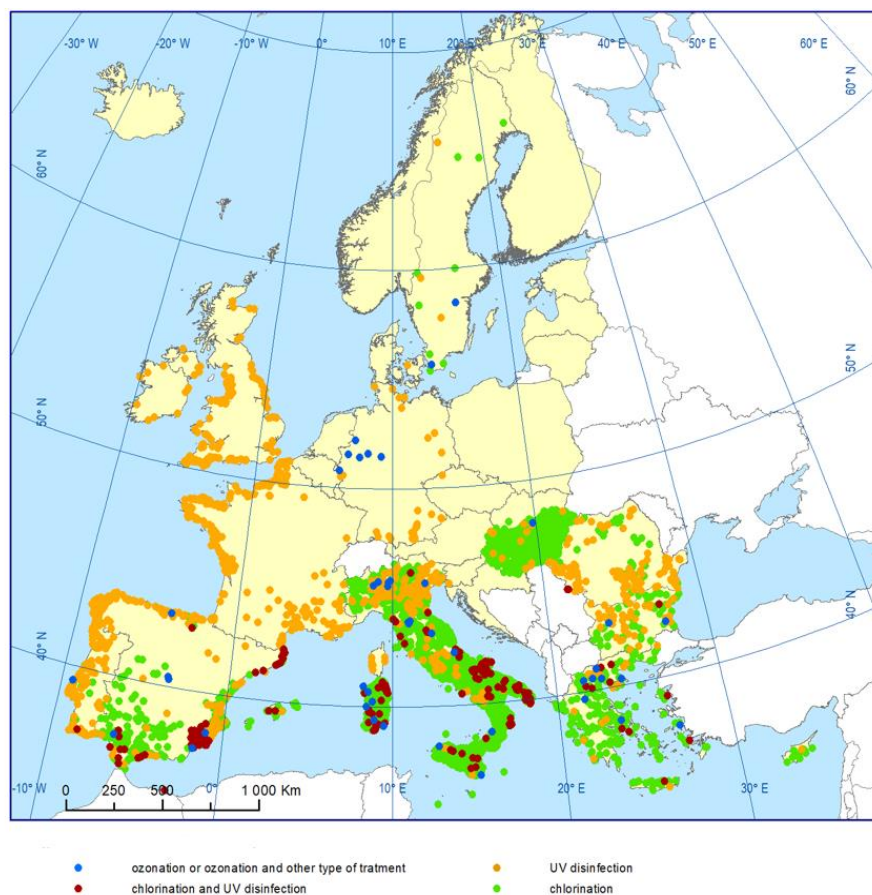 -30° W
-20° W
-10° W
0°
10° E
20° E
30° E
40° E
50° E
60° E
60° N
60° N
50° N
50° N
40° N
40° N
-10° W
0°
10° E
20° E
30° E
0 250 500 1 000 Km
ozonation or ozonation and other type of tratment
UV disinfection
chlorination and UV disinfection
chlorination